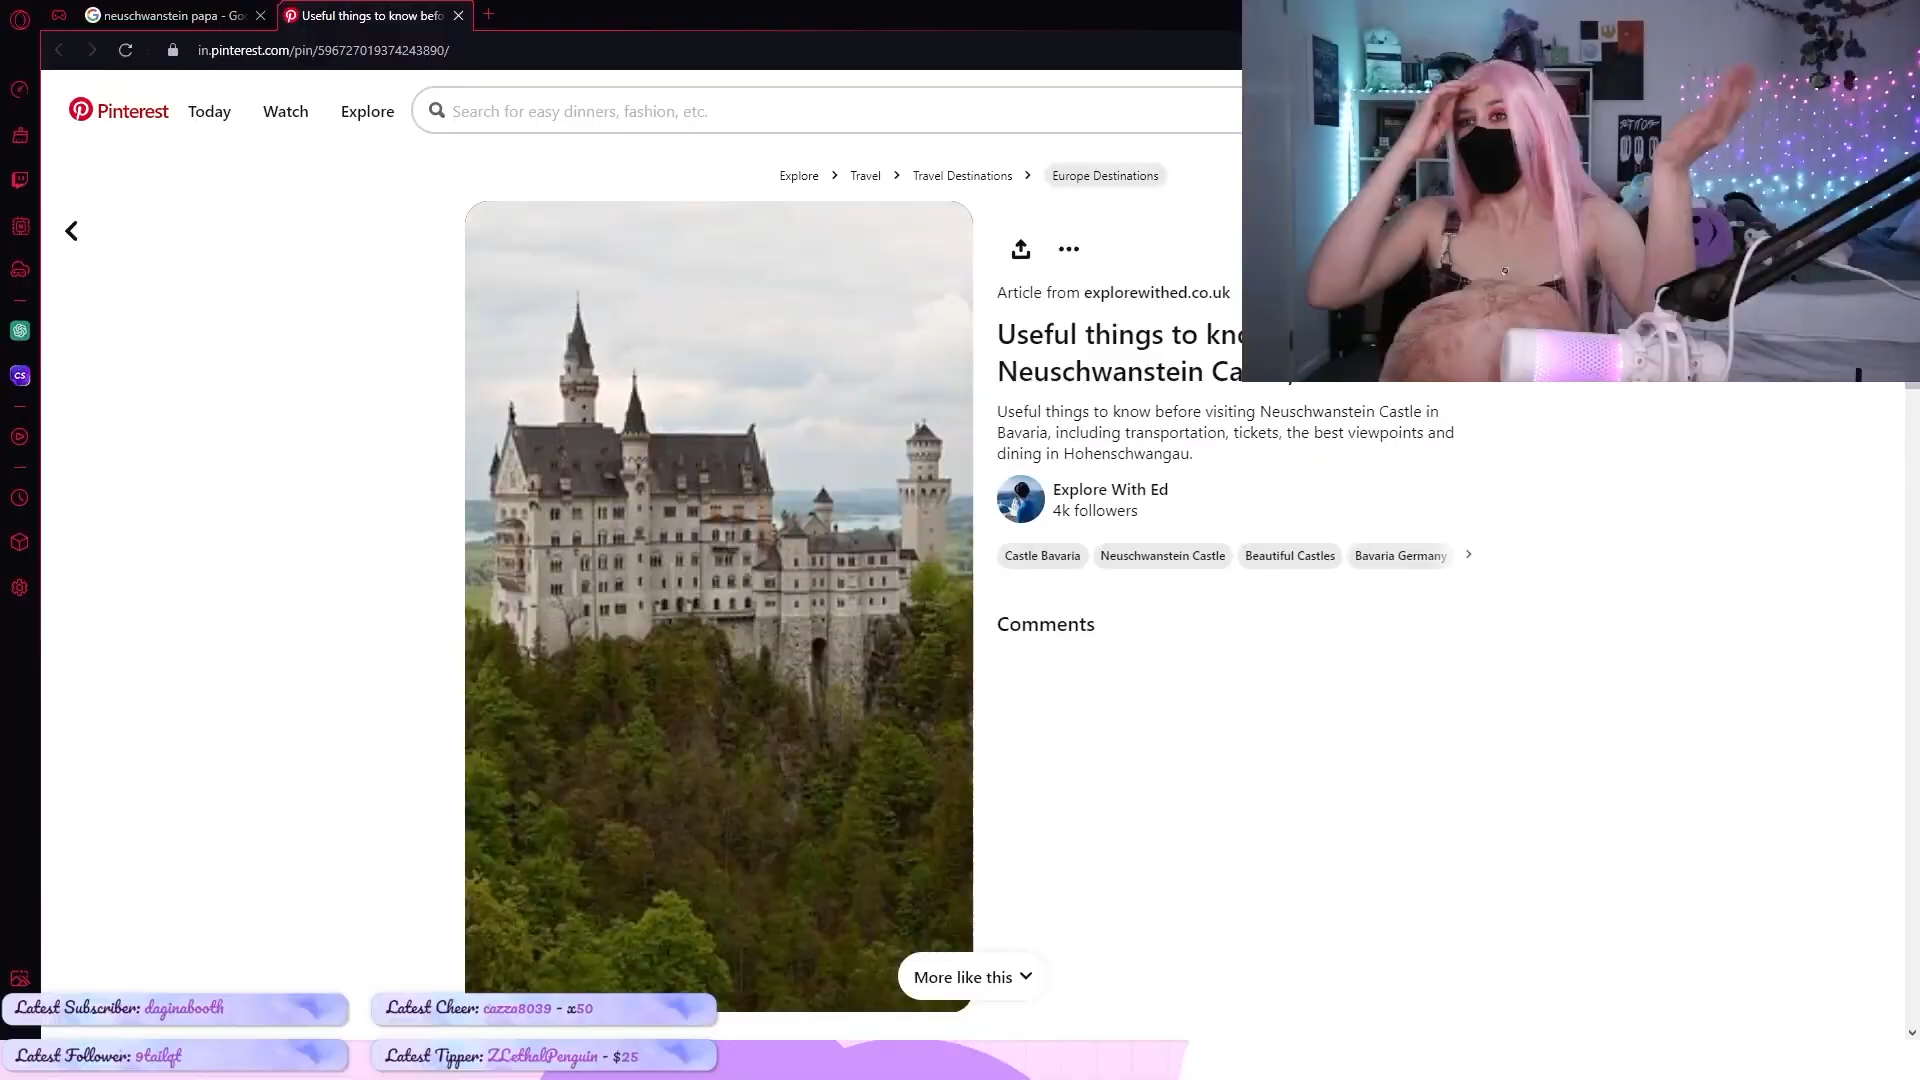 neuschwanstein papa - Goo
Useful things to know befo
in.pinterest.com/pin/596727019374243890/
Pinterest
Today
Watch
Explore
Search for easy dinners, fashion, etc.
Explore
Travel
Travel Destinations
Europe Destinations
Article from explorewithed.co.uk
Useful things to kno
Neuschwanstein Ca
Useful things to know before visiting Neuschwanstein Castle in
Bavaria, including transportation, tickets, the best viewpoints and
dining in Hohenschwangau.
Explore With Ed
4k followers
Castle Bavaria
Neuschwanstein Castle
Beautiful Castles
Bavaria Germany
Comments
More like this
CS
Latest Subscriber: daginabooth
Latest Cheer: cazza8039 - x50
Latest Follower: 9tailqt
Latest Tipper: ZLethalPenguin - $25